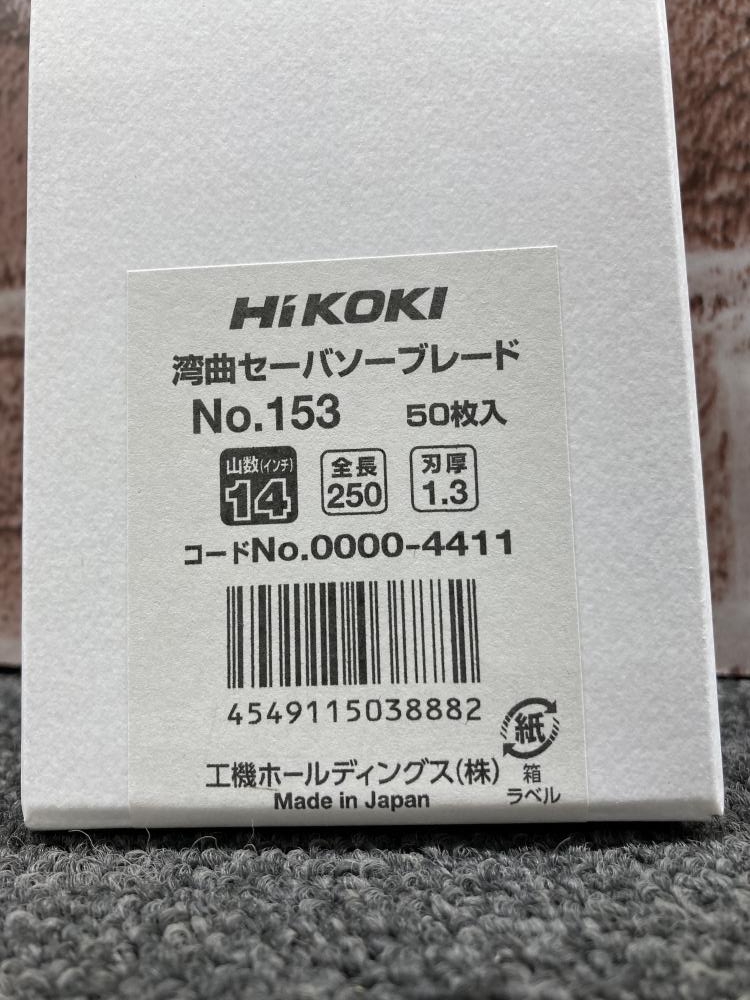 HiKOKI
湾曲セーバソーブレード
No.153 50枚入
山数(インチ) 全長 刃厚
14 250 1.3
コードNo.0000-4411
4549115038882
紙
工機ホールディングス(株) 箱
Made in Japan ラベル